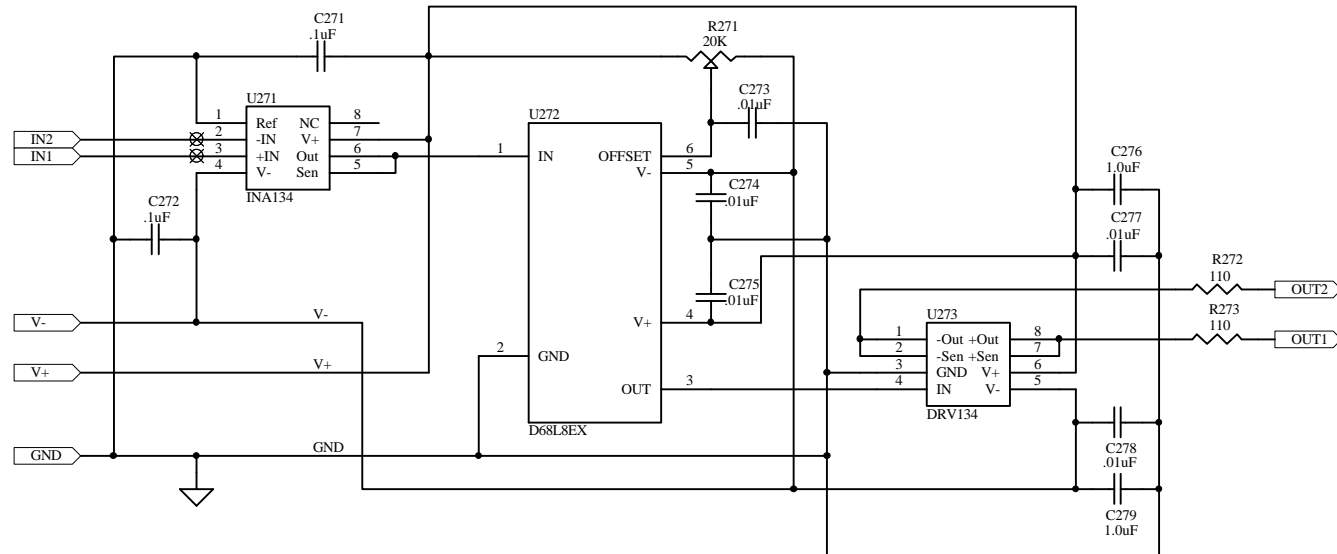 C271
.1uF
R271
20K
C273
.01uF
U271
1 Ref NC 8
2 -IN V+ 7
3 +IN Out 6
4 V- Sen 5
INA134
IN2
IN1
U272
1 IN
OFFSET 6
V- 5
C274
.01uF
C276
1.0uF
C277
.01uF
C272
.1uF
C275
.01uF
R272
110
OUT2
V- V-
V+ 4
U273
R273
110
OUT1
1 -Out +Out 8
2 -Sen +Sen 7
3 GND V+ 6
4 IN V- 5
DRV134
2 GND
V+ V+
OUT 3
D68L8EX
GND GND
C278
.01uF
C279
1.0uF